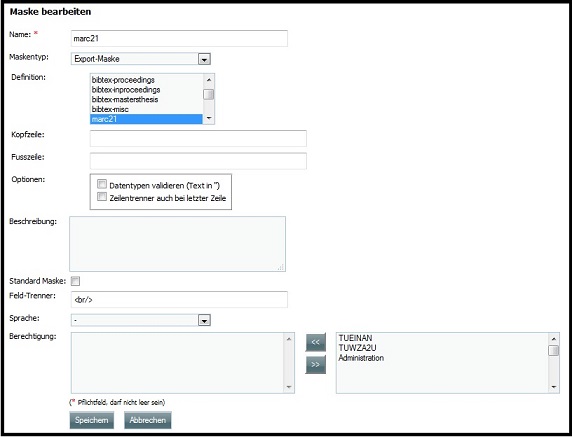 Maske bearbeiten
Name: * marc21
Maskentyp: Export-Maske
Definition: bibtex-proceedings
bibtex-inproceedings
bibtex-mastersthesis
bibtex-misc
marc21
Kopfzeile:
Fusszeile:
Optionen:
Datentypen validieren (Text in ")
Zeilentrenner auch bei letzter Zeile
Beschreibung:
Standard Maske:
Feld-Trenner: <br/>
Sprache: -
Berechtigung: << TUEINAN
TUWZA2U
>> Administration
(* Pflichtfeld, darf nicht leer sein)
Speichern Abbrechen